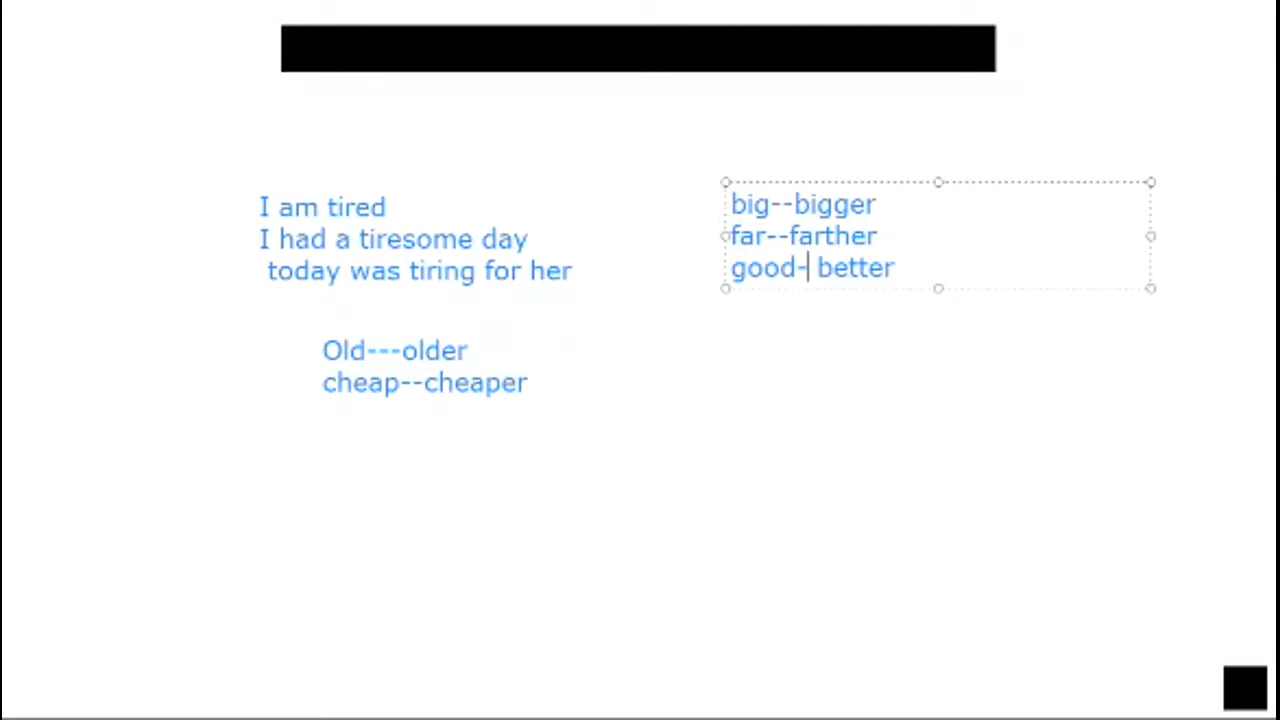 I am tired
I had a tiresome day
today was tiring for her
Old---older
cheap--cheaper
big--bigger
far--farther
good- better